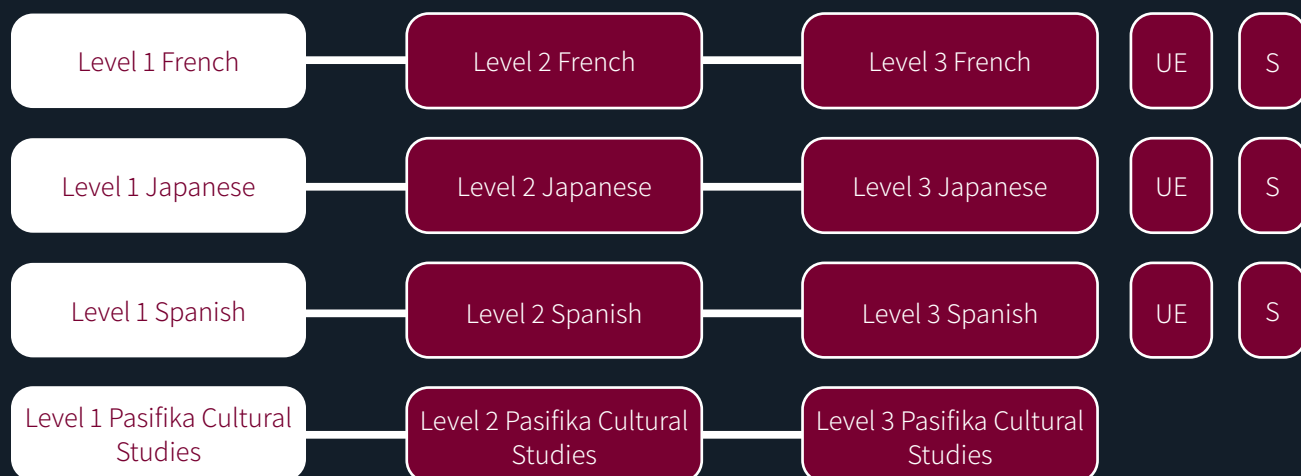 Level 1 French
Level 2 French
Level 3 French
UE
S
Level 1 Japanese
Level 2 Japanese
Level 3 Japanese
UE
S
Level 1 Spanish
Level 2 Spanish
Level 3 Spanish
UE
S
Level 1 Pasifika Cultural
Studies
Level 2 Pasifika Cultural
Studies
Level 3 Pasifika Cultural
Studies